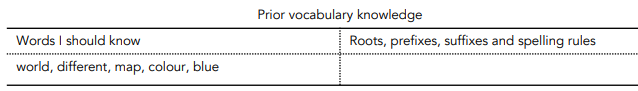 Prior vocabulary knowledge
Words I should know
Roots, prefixes, suffixes and spelling rules
world, different, map, colour, blue